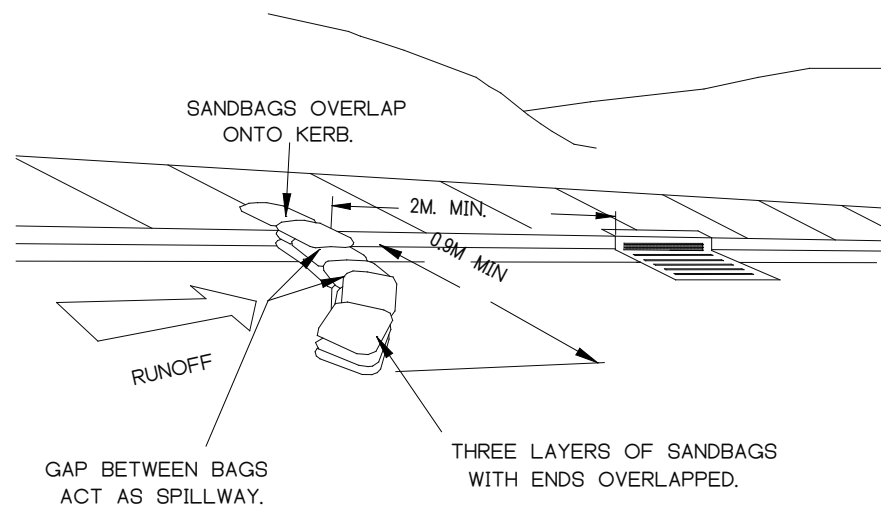 SANDBAGS OVERLAP
ONTO KERB.
2M. MIN.
0.9M MIN
RUNOFF
GAP BETWEEN BAGS
ACT AS SPILLWAY.
THREE LAYERS OF SANDBAGS
WITH ENDS OVERLAPPED.